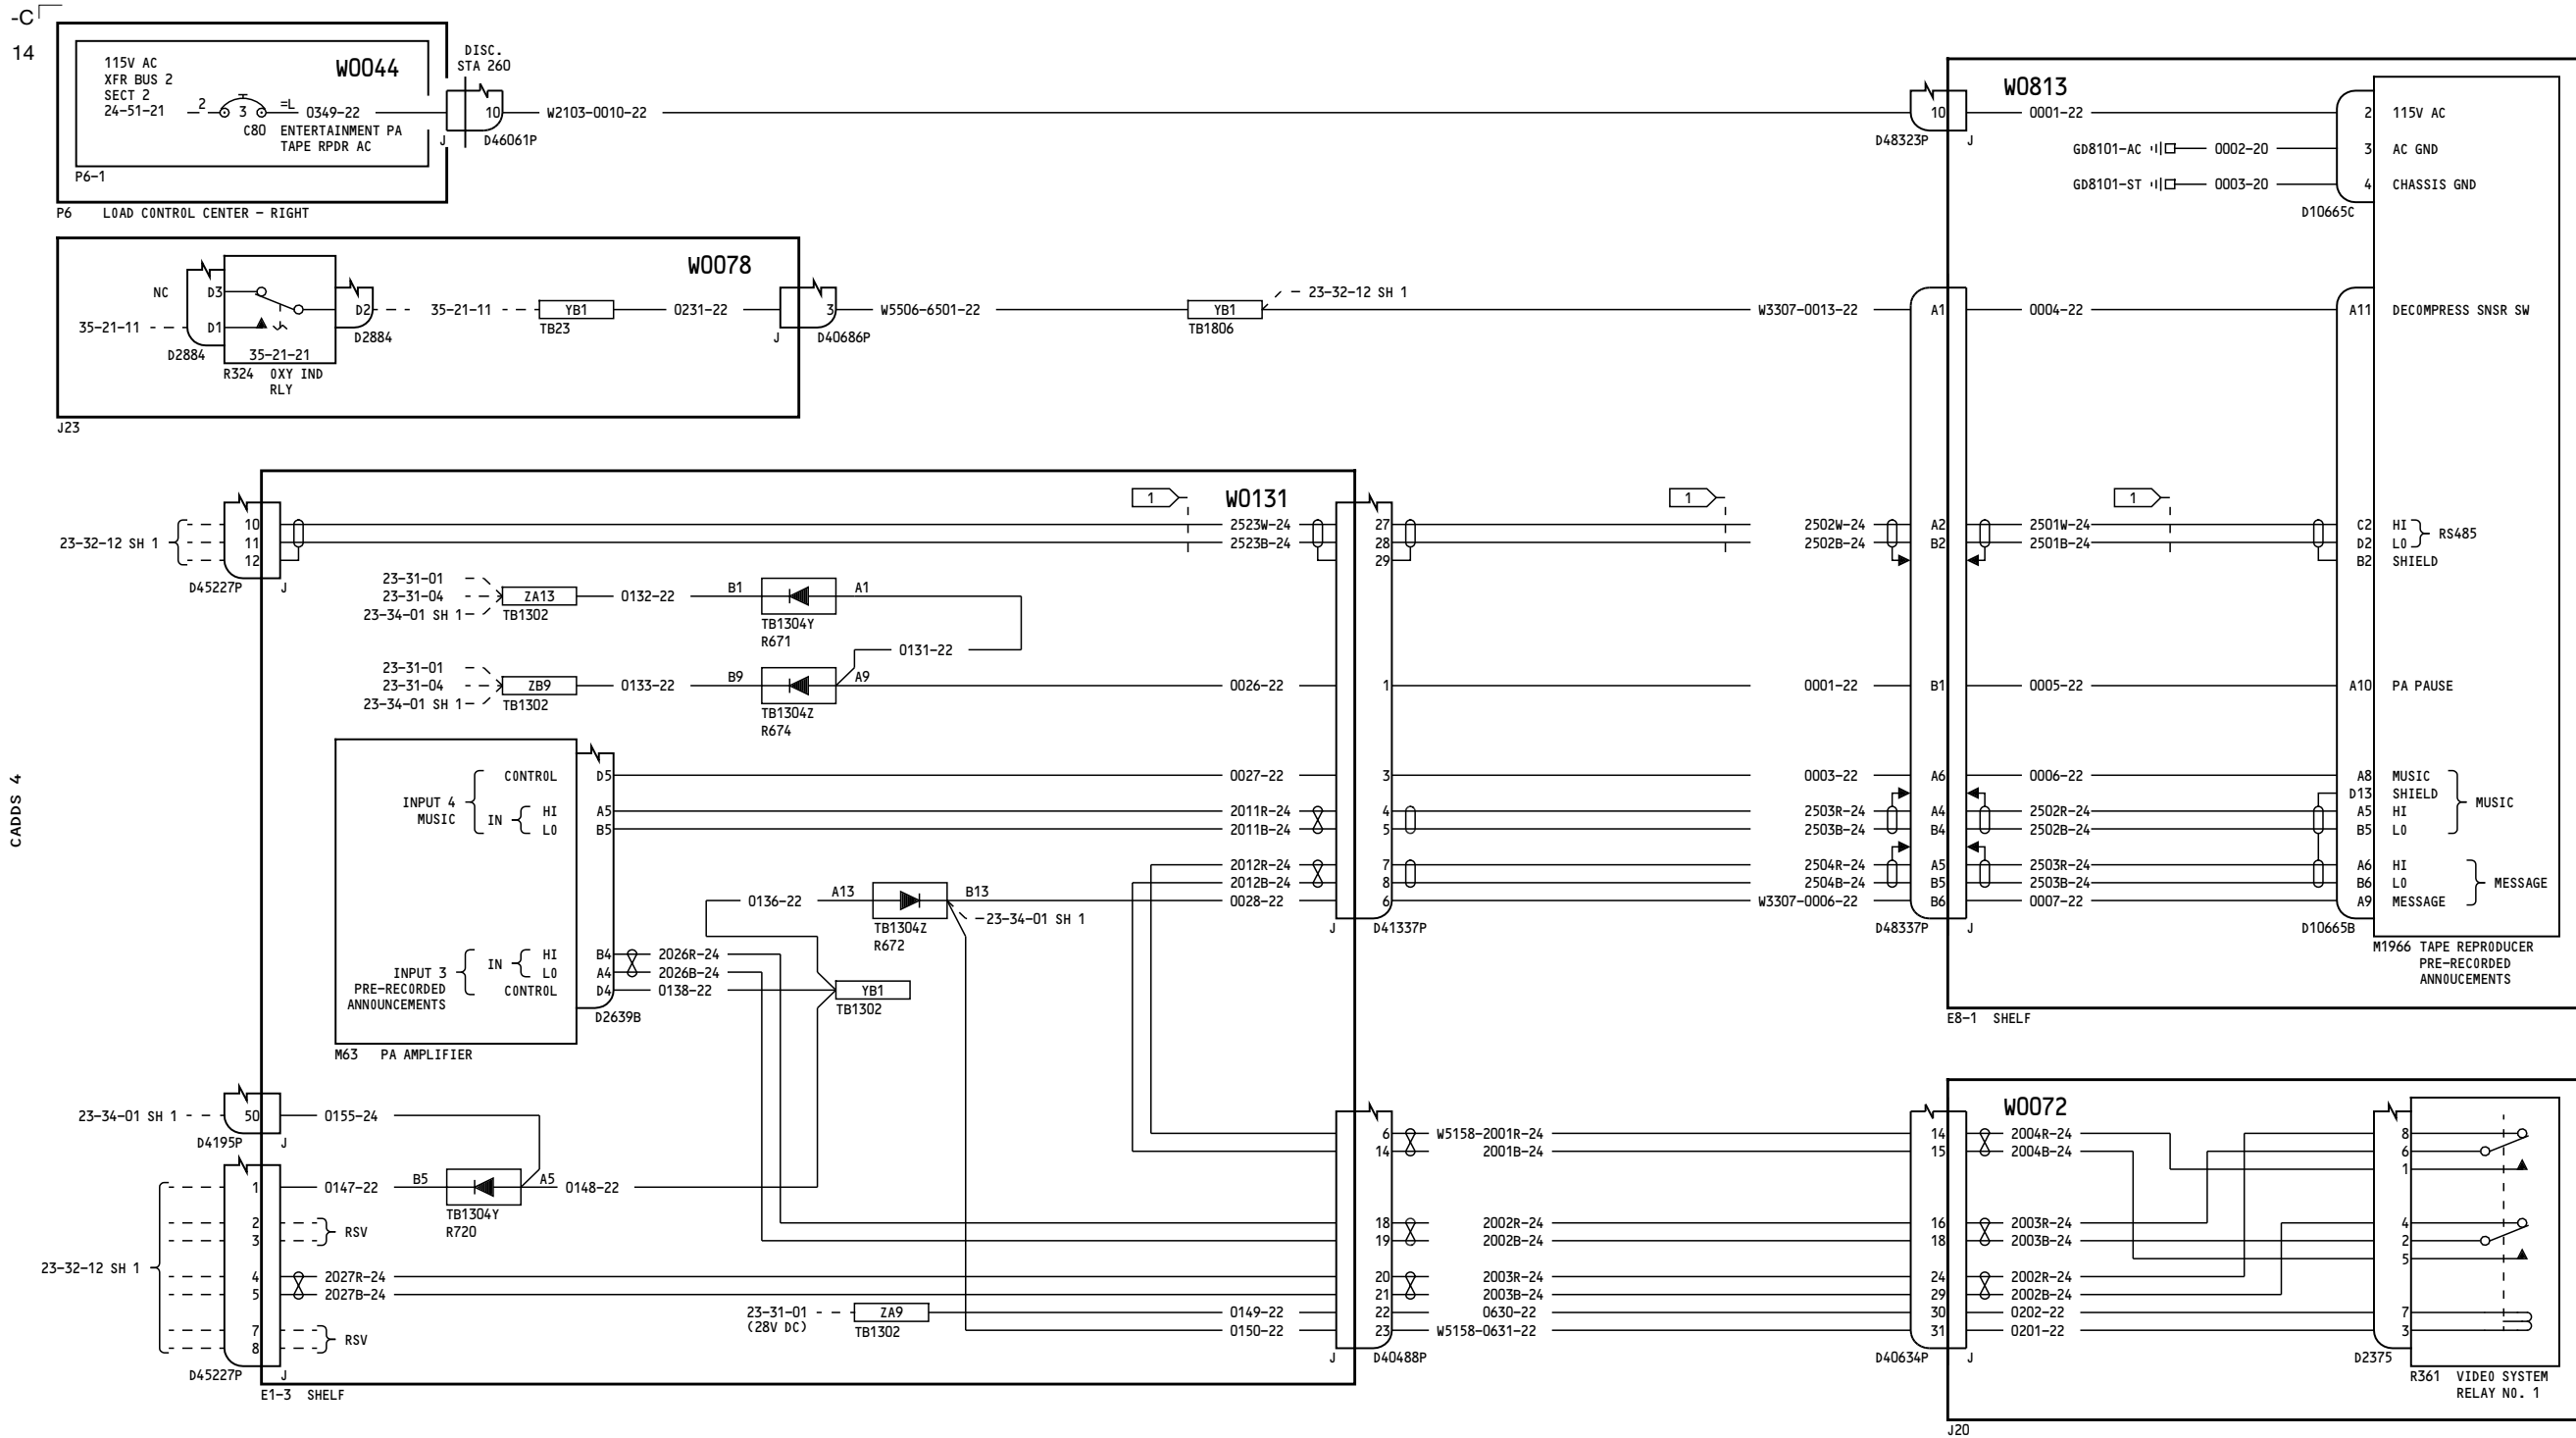 -C
14
CADDS 4
115V AC
XFR BUS 2
SECT 2
24-51-21
W0044
2
3
=L
0349-22
C80
ENTERTAINMENT PA
TAPE RPDR AC
P6-1
P6 LOAD CONTROL CENTER - RIGHT
DISC.
STA 260
10
J
D46061P
W2103-0010-22
10
D48323P
J
W0813
0001-22
2 115V AC
GD8101-AC
0002-20
3 AC GND
GD8101-ST
0003-20
4 CHASSIS GND
D10665C
W0078
NC
D3
35-21-11
D1
D2
35-21-11
D2884
D2884
35-21-21
R324 OXY IND
RLY
YB1
TB23
0231-22
3
J
D40686P
J23
W5506-6501-22
YB1
TB1806
23-32-12 SH 1
W3307-0013-22
A1
0004-22
A11 DECOMPRESS SNSR SW
W0131
1
1
1
23-32-12 SH 1
10
11
12
D45227P
J
2523W-24
2523B-24
27
28
29
2502W-24
2502B-24
A2
B2
2501W-24
2501B-24
C2 HI
D2 LO
RS485
B2 SHIELD
23-31-01
23-31-04
23-34-01 SH 1
ZA13
TB1302
0132-22
B1
A1
TB1304Y
R671
0131-22
23-31-01
23-31-04
23-34-01 SH 1
ZB9
TB1302
0133-22
B9
A9
TB1304Z
R674
0026-22
1
0001-22
B1
0005-22
A10 PA PAUSE
INPUT 4
MUSIC
CONTROL
IN
HI
LO
D5
A5
B5
0027-22
2011R-24
2011B-24
3
4
5
0003-22
2503R-24
2503B-24
A6
A4
B4
0006-22
2502R-24
2502B-24
A8 MUSIC
D13 SHIELD
A5 HI
B5 LO
MUSIC
2012R-24
2012B-24
0028-22
7
8
6
2504R-24
2504B-24
W3307-0006-22
A5
B5
B6
2503R-24
2503B-24
0007-22
A6 HI
B6 LO
A9 MESSAGE
MESSAGE
J
D41337P
D48337P
J
D10665B
M1966 TAPE REPRODUCER
PRE-RECORDED
ANNOUCEMENTS
E8-1 SHELF
0136-22
A13
B13
TB1304Z
R672
23-34-01 SH 1
INPUT 3
PRE-RECORDED
ANNOUNCEMENTS
IN
HI
LO
CONTROL
B4
A4
D4
2026R-24
2026B-24
0138-22
YB1
TB1302
D2639B
M63 PA AMPLIFIER
23-34-01 SH 1
50
D4195P
J
0155-24
23-32-12 SH 1
1
2
3
4
5
7
8
0147-22
B5
A5
0148-22
TB1304Y
R720
RSV
2027R-24
2027B-24
RSV
D45227P
J
E1-3 SHELF
23-31-01
(28V DC)
ZA9
TB1302
0149-22
0150-22
6
14
18
19
20
21
22
23
J
D40488P
W5158-2001R-24
2001B-24
2002R-24
2002B-24
2003R-24
2003B-24
0630-22
W5158-0631-22
14
15
16
18
24
29
30
31
D40634P
J
W0072
2004R-24
2004B-24
2003R-24
2003B-24
2002R-24
2002B-24
0202-22
0201-22
8
6
1
4
2
5
7
3
D2375
R361 VIDEO SYSTEM
RELAY NO. 1
J20